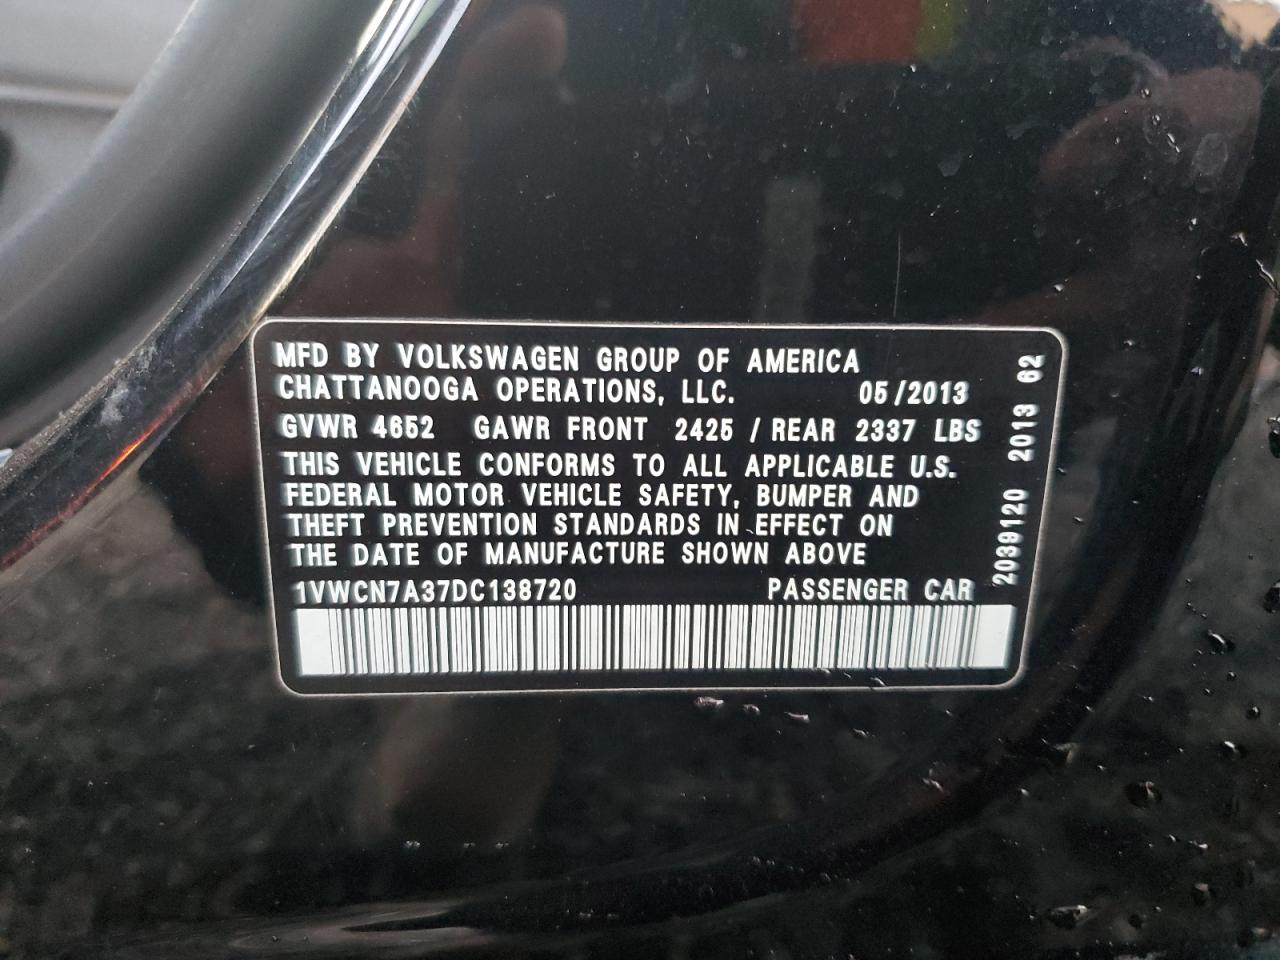 MFD BY VOLKSWAGEN GROUP OF AMERICA
CHATTANOOGA OPERATIONS, LLC. 05/2013
GVWR 4652 GAWR FRONT 2425 / REAR 2337 LBS
THIS VEHICLE CONFORMS TO ALL APPLICABLE U.S.
FEDERAL MOTOR VEHICLE SAFETY, BUMPER AND
THEFT PREVENTION STANDARDS IN EFFECT ON
THE DATE OF MANUFACTURE SHOWN ABOVE
1VWCN7A37DC138720 PASSENGER CAR
2039120 2013 62